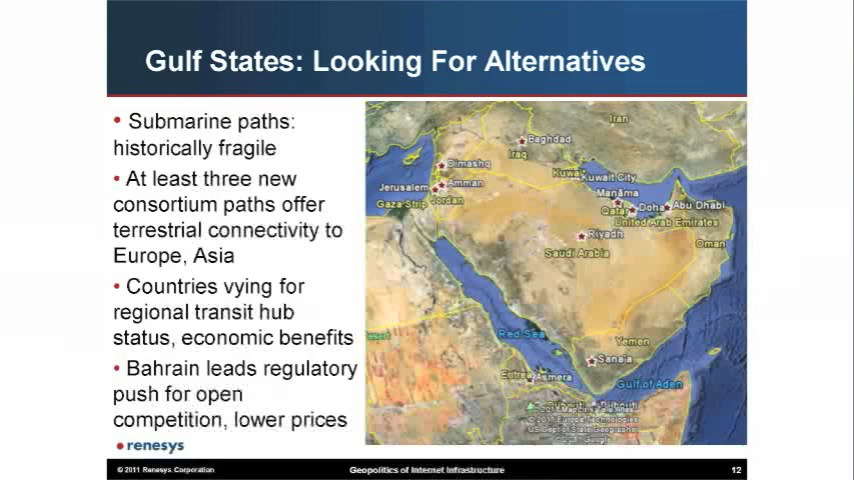 Gulf States: Looking For Alternatives
• Submarine paths:
historically fragile
• At least three new
consortium paths offer
terrestrial connectivity to
Europe, Asia
• Countries vying for
regional transit hub
status, economic benefits
• Bahrain leads regulatory
push for open
competition, lower prices
renesys
Iran
Baghdad
Iraq
Dimashq
Kuwai
Kuwait City
Jerusalem
Amman
Jordan
Gaza Strip
Manama
Qatar
Doha
Abu Dhabi
United Arab Emirates
Riyadh
Oman
Saudi Arabia
Red Sea
Yemen
Sanaja
Eritrea
Asmera
Gulf of Aden
Djibouti
Google
© 2011 Renesys Corporation
Geopolitics of Internet Infrastructure
12